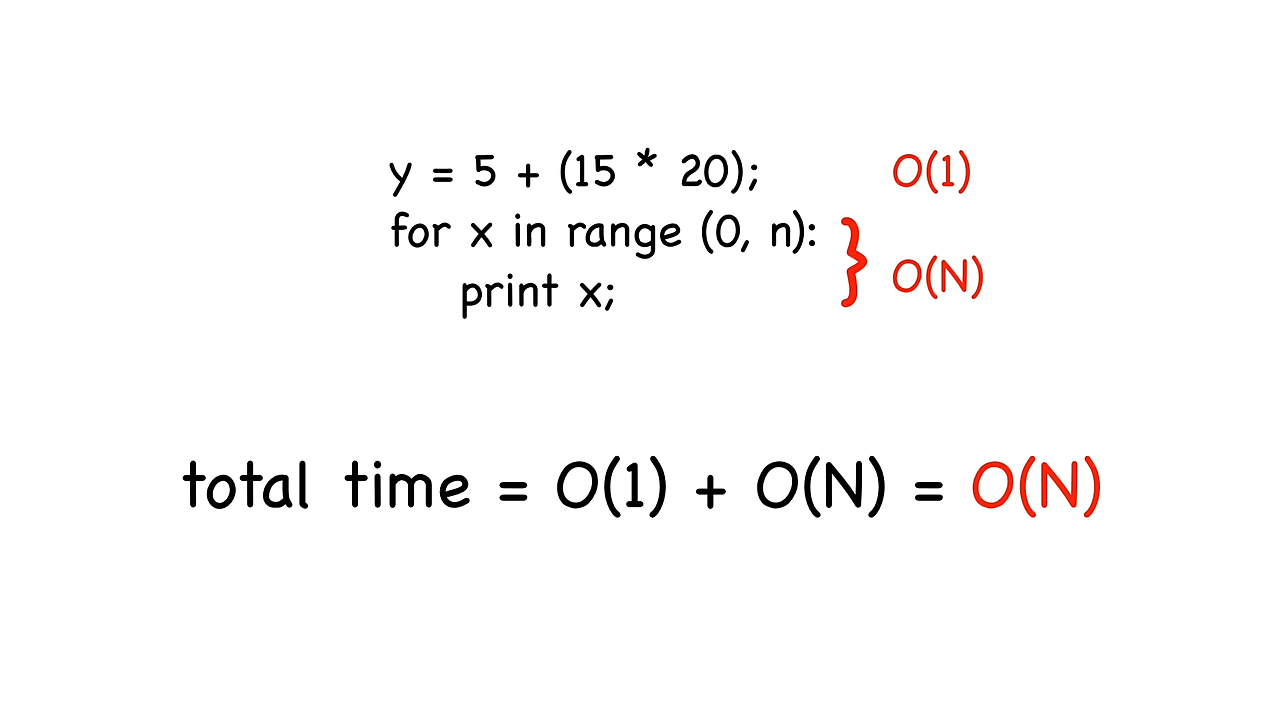 y = 5 + (15 * 20); O(1)
for x in range (0, n):
print x;
} O(N)
total time = O(1) + O(N) = O(N)